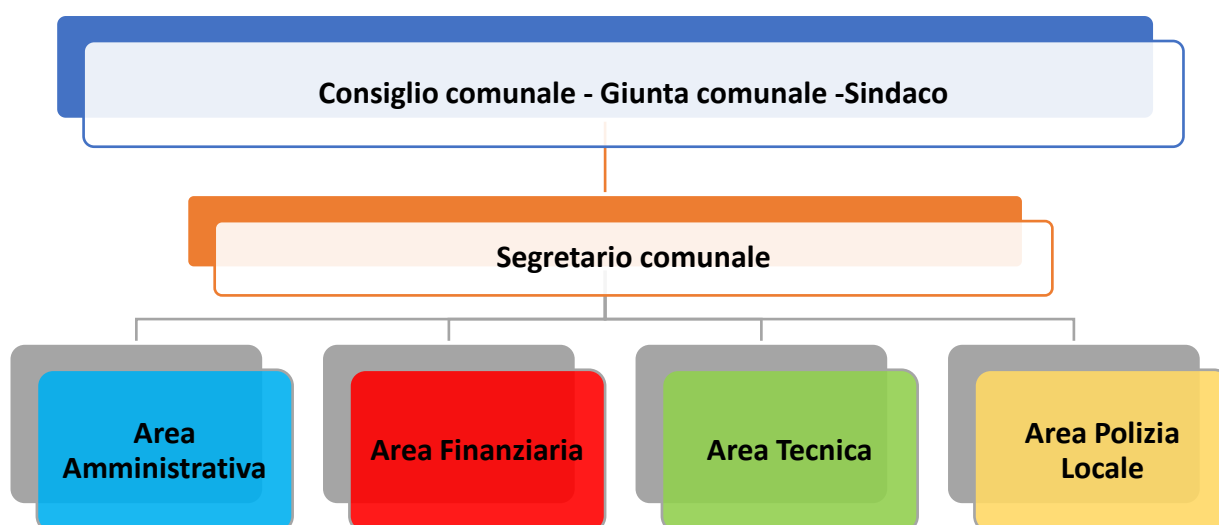 Consiglio comunale - Giunta comunale -Sindaco
Segretario comunale
Area
Amministrativa
Area Finanziaria
Area Tecnica
Area Polizia
Locale